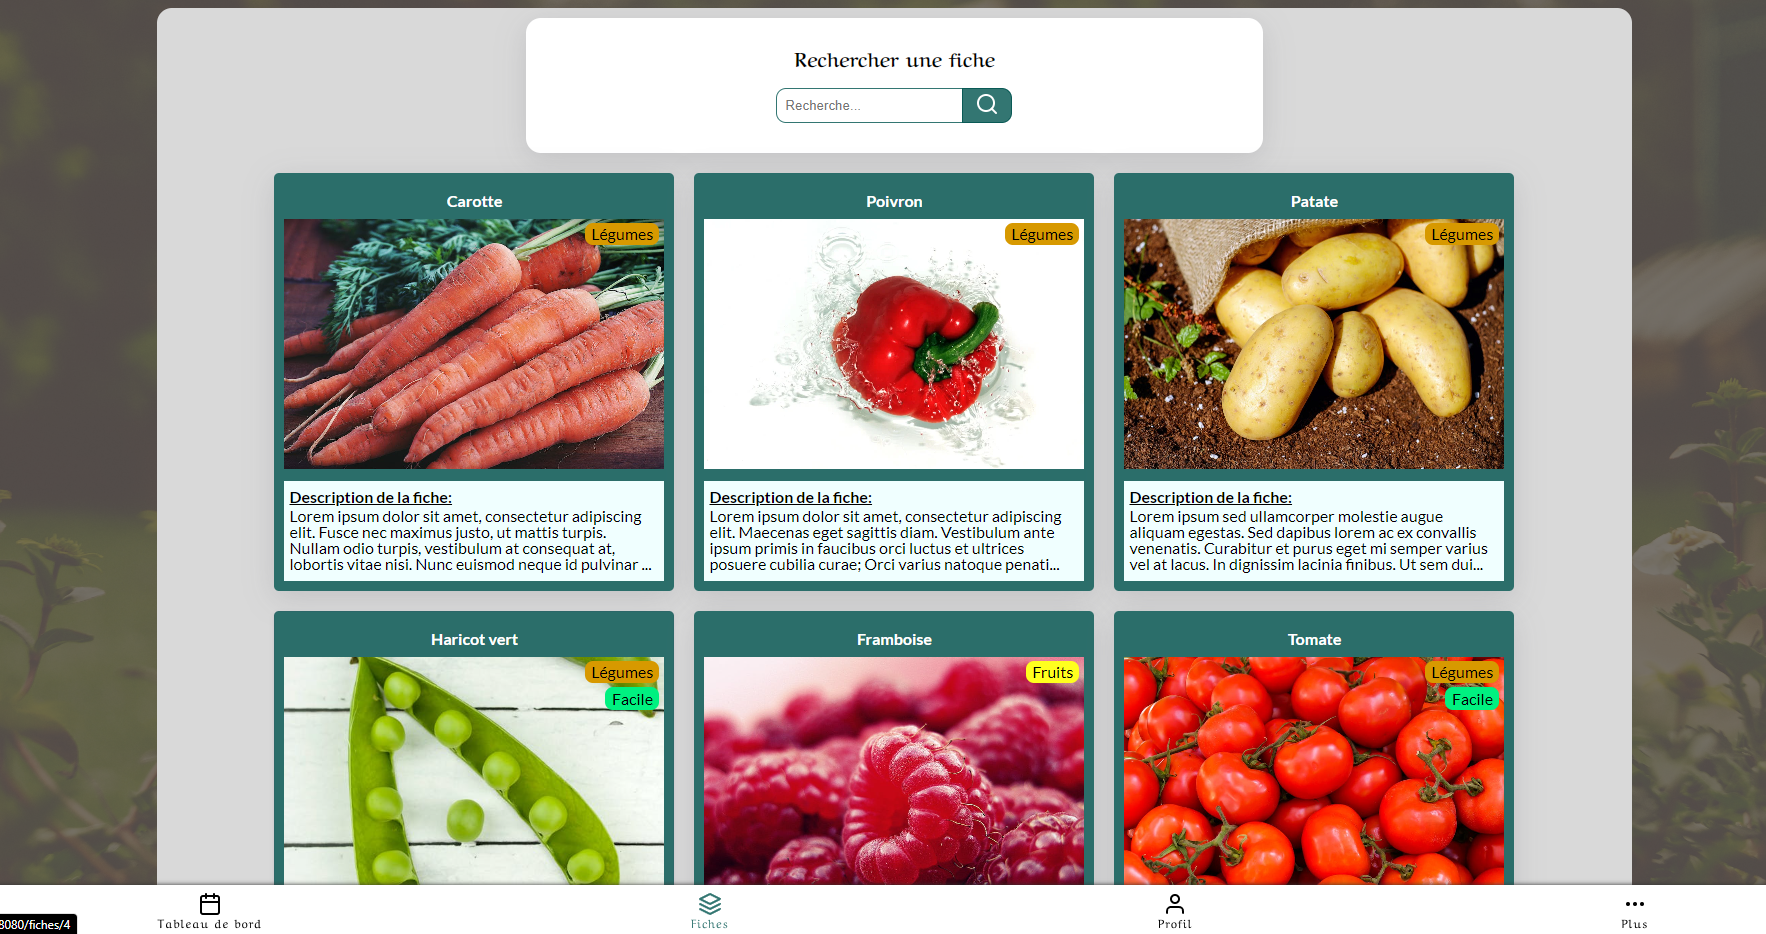 Rechercher une fiche
Recherche...
Carotte
Légumes
Description de la fiche:
Lorem ipsum dolor sit amet, consectetur adipiscing
elit. Fusce nec maximus justo, ut mattis turpis.
Nullam odio turpis, vestibulum at consequat at,
lobortis vitae nisi. Nunc euismod neque id pulvinar ...
Poivron
Légumes
Description de la fiche:
Lorem ipsum dolor sit amet, consectetur adipiscing
elit. Maecenas eget sagittis diam. Vestibulum ante
ipsum primis in faucibus orci luctus et ultrices
posuere cubilia curae; Orci varius natoque penati...
Patate
Légumes
Description de la fiche:
Lorem ipsum sed ullamcorper molestie augue
aliquam egestas. Sed dapibus lorem ac ex convallis
venenatis. Curabitur et purus eget mi semper varius
vel at lacus. In dignissim lacinia finibus. Ut sem dui...
Haricot vert
Légumes
Facile
Framboise
Fruits
Tomate
Légumes
Facile
Tableau de bord
Fiches
Profil
Plus
8080/fiches/4